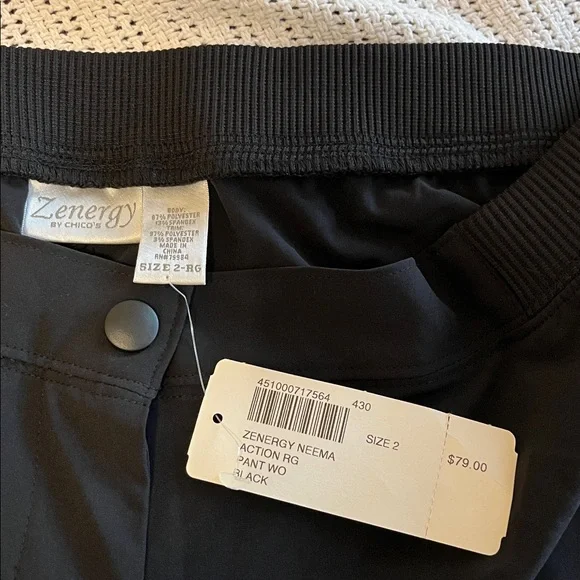 Zenergy
BY CHICO'S
BODY:
87% POLYESTER
13% SPANDEX
TRIM:
97% POLYESTER
3% SPANDEX
MADE IN
CHINA
RN#79984
SIZE 2-RG
451000717564
430
ZENERGY NEEMA
ACTION RG
PANT WO
BLACK
SIZE 2
$79.00